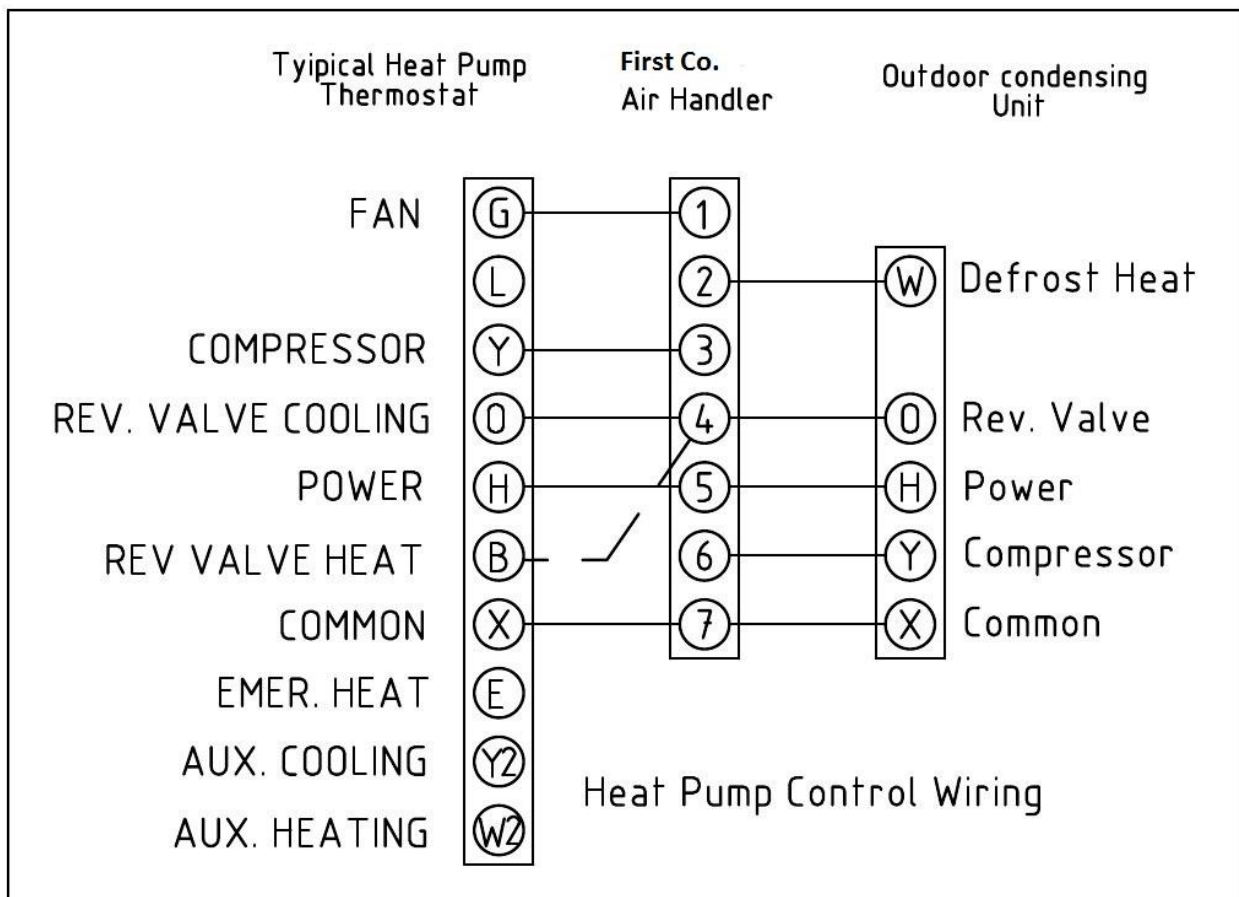 Tyipical Heat Pump
Thermostat
First Co.
Air Handler
Outdoor condensing
Unit
FAN G 1
L 2 W Defrost Heat
COMPRESSOR Y 3
REV. VALVE COOLING O 4 O Rev. Valve
POWER H 5 H Power
REV VALVE HEAT B 6 Y Compressor
COMMON X 7 X Common
EMER. HEAT E
AUX. COOLING Y2
AUX. HEATING W2
Heat Pump Control Wiring